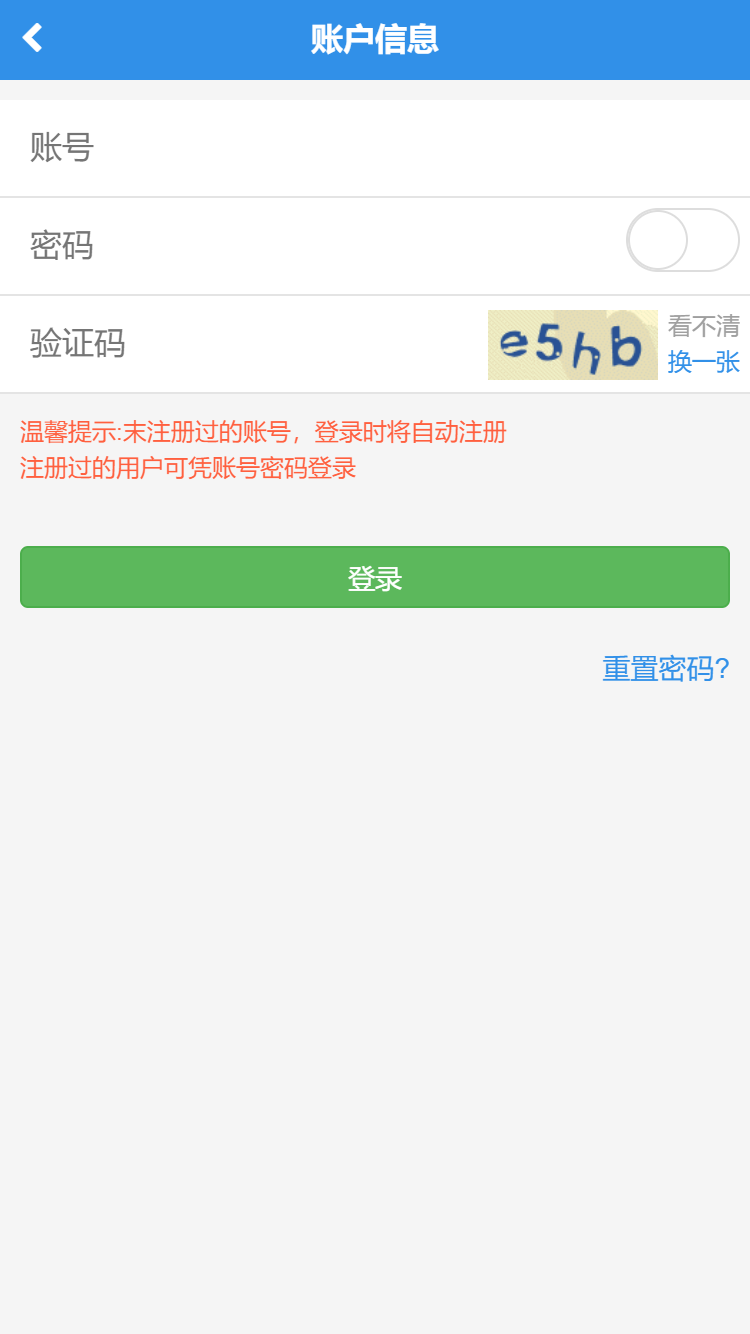 账户信息
账号
密码
验证码
e5hb
看不清
换一张
温馨提示:未注册过的账号，登录时将自动注册
注册过的用户可凭账号密码登录
登录
重置密码?